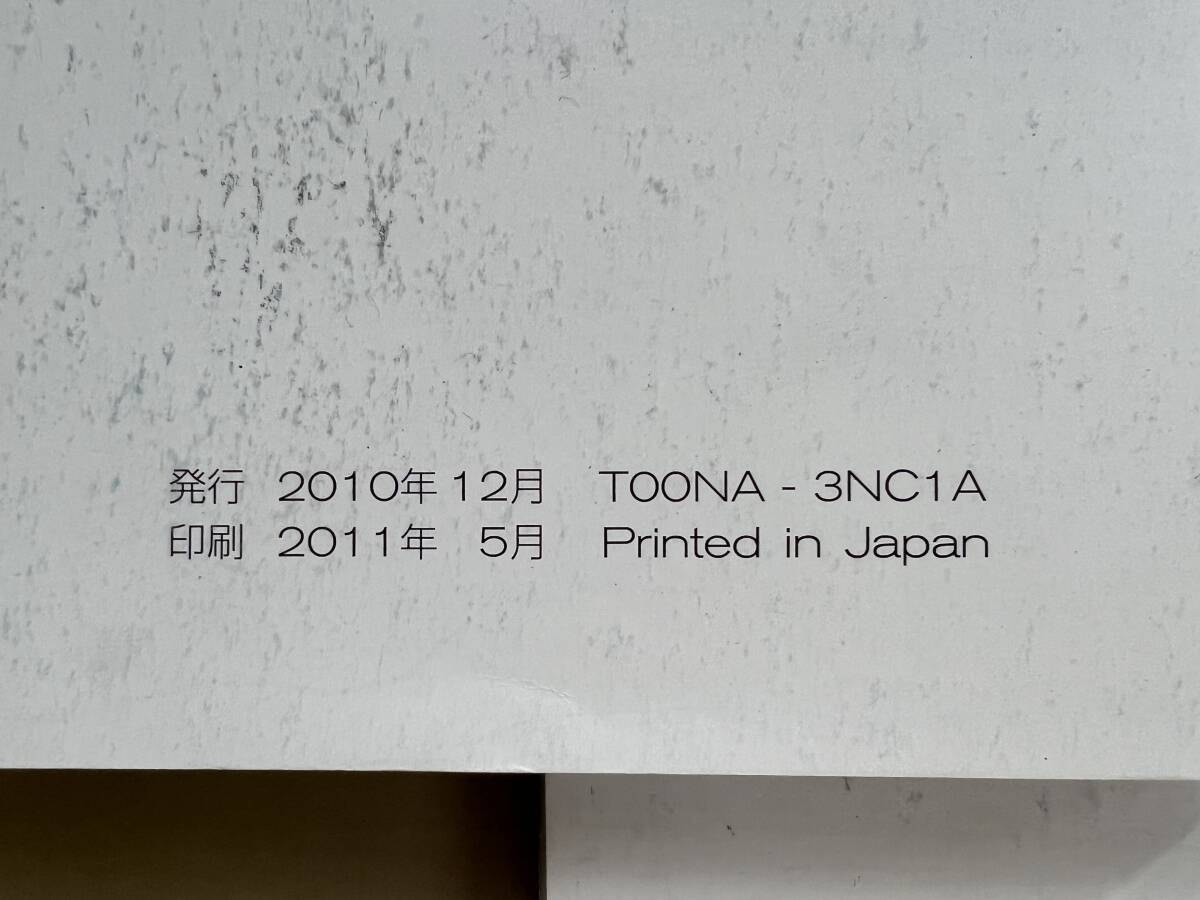 発行 2010年 12月 T00NA - 3NC1A
印刷 2011年 5月 Printed in Japan